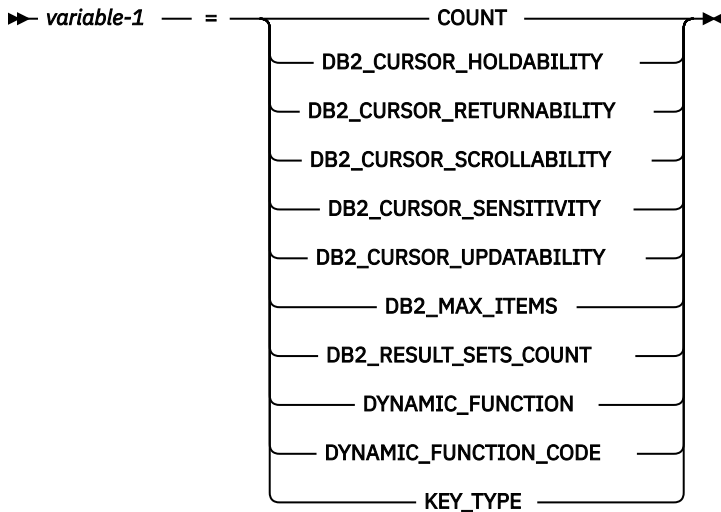 variable-1 = COUNT
DB2_CURSOR_HOLDABILITY
DB2_CURSOR_RETURNABILITY
DB2_CURSOR_SCROLLABILITY
DB2_CURSOR_SENSITIVITY
DB2_CURSOR_UPDATABILITY
DB2_MAX_ITEMS
DB2_RESULT_SETS_COUNT
DYNAMIC_FUNCTION
DYNAMIC_FUNCTION_CODE
KEY_TYPE